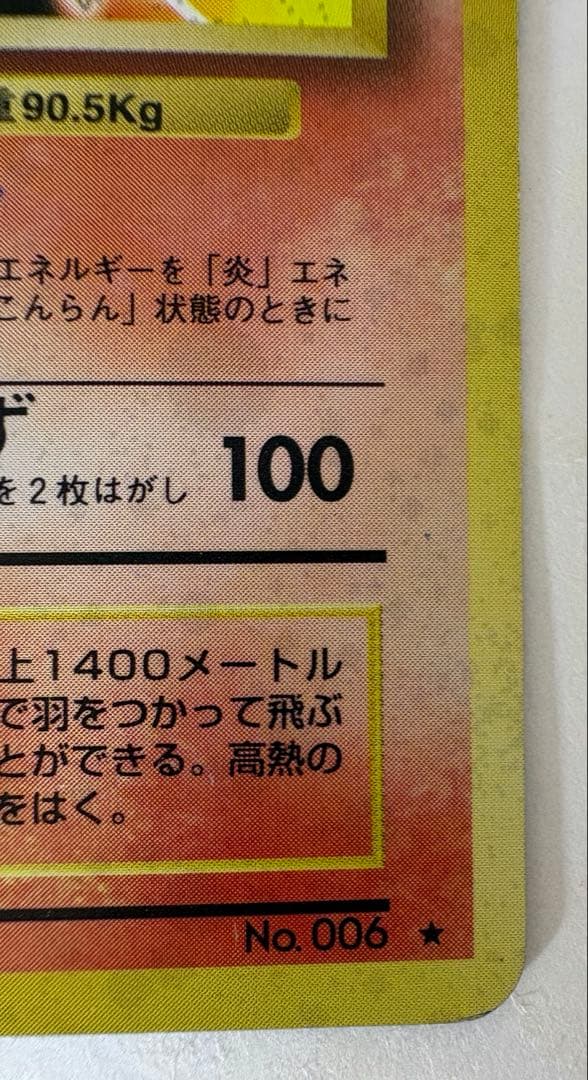 重90.5Kg
エネルギーを「炎」エネ
こんらん」状態のときに
ず
を2枚はがし
100
上1400メートル
で羽をつかって飛ぶ
とができる。高熱の
をはく。
No. 006 ★